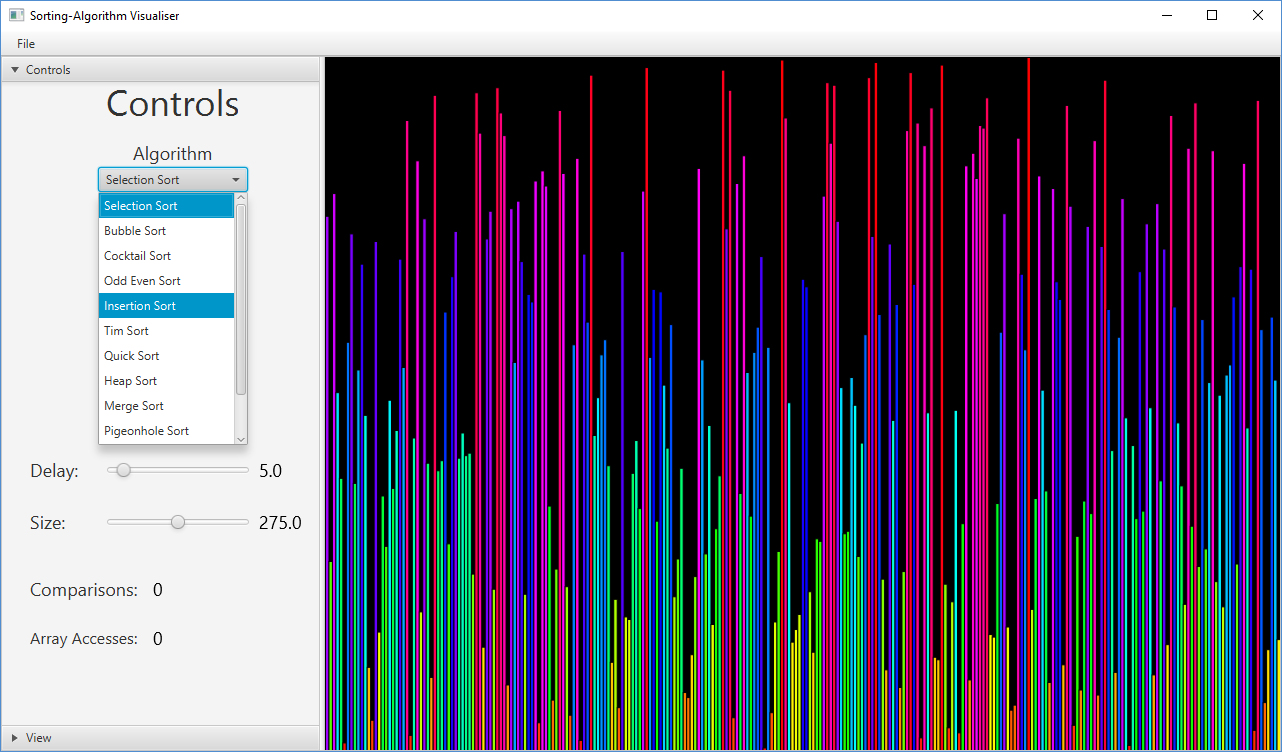 Sorting-Algorithm Visualiser
File
Controls
Controls
Algorithm
Selection Sort
Selection Sort
Bubble Sort
Cocktail Sort
Odd Even Sort
Insertion Sort
Tim Sort
Quick Sort
Heap Sort
Merge Sort
Pigeonhole Sort
Delay: 5.0
Size: 275.0
Comparisons: 0
Array Accesses: 0
View